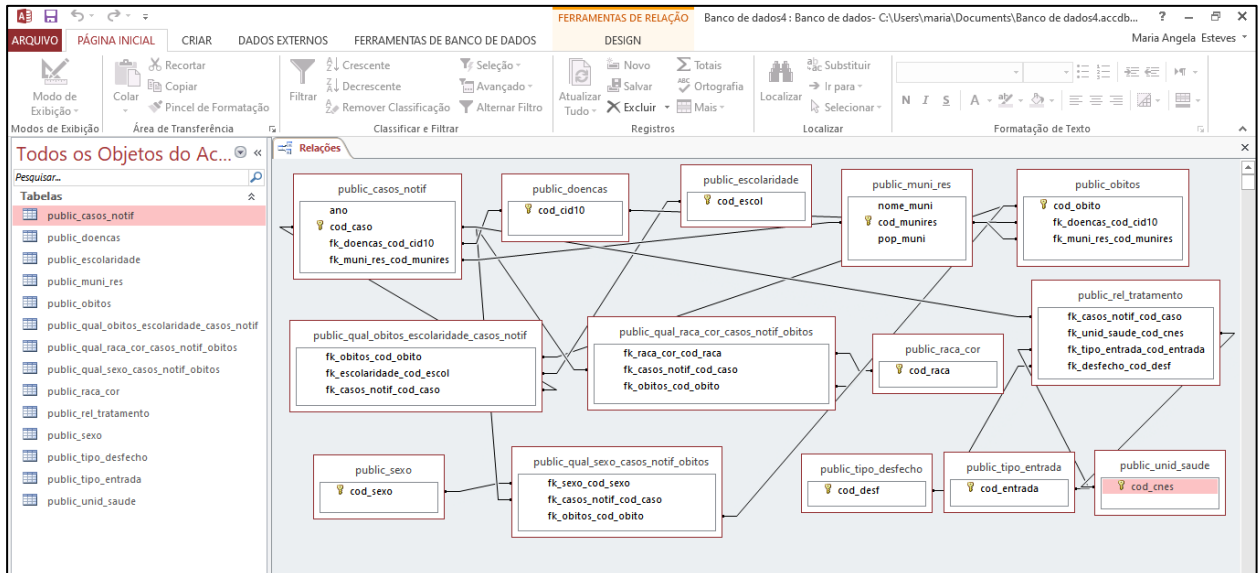 FERRAMENTAS DE RELAÇÃO Banco de dados4 : Banco de dados- C:\Users\maria\Documents\Banco de dados4.accdb... ?
ARQUIVO PÁGINA INICIAL CRIAR DADOS EXTERNOS FERRAMENTAS DE BANCO DE DADOS DESIGN Maria Angela Esteves
Modo de Exibição
Modos de Exibição
Colar
Recortar
Copiar
Pincel de Formatação
Área de Transferência
Filtrar
Crescente
Decrescente
Remover Classificação
Seleção
Avançado
Alternar Filtro
Classificar e Filtrar
Atualizar Tudo
Novo
Salvar
Excluir
Totais
Ortografia
Mais
Registros
Localizar
Substituir
Ir para
Selecionar
Localizar
N I S A
Formatação de Texto
Todos os Objetos do Ac...
Pesquisar...
Tabelas
public_casos_notif
public_doencas
public_escolaridade
public_muni_res
public_obitos
public_qual_obitos_escolaridade_casos_notif
public_qual_raca_cor_casos_notif_obitos
public_qual_sexo_casos_notif_obitos
public_raca_cor
public_rel_tratamento
public_sexo
public_tipo_desfecho
public_tipo_entrada
public_unid_saude
Relações
public_casos_notif
ano
cod_caso
fk_doencas_cod_cid10
fk_muni_res_cod_munires
public_doencas
cod_cid10
public_escolaridade
cod_escol
public_muni_res
nome_muni
cod_munires
pop_muni
public_obitos
cod_obito
fk_doencas_cod_cid10
fk_muni_res_cod_munires
public_qual_obitos_escolaridade_casos_notif
fk_obitos_cod_obito
fk_escolaridade_cod_escol
fk_casos_notif_cod_caso
public_qual_raca_cor_casos_notif_obitos
fk_raca_cor_cod_raca
fk_casos_notif_cod_caso
fk_obitos_cod_obito
public_raca_cor
cod_raca
public_rel_tratamento
fk_casos_notif_cod_caso
fk_unid_saude_cod_cnes
fk_tipo_entrada_cod_entrada
fk_desfecho_cod_desf
public_sexo
cod_sexo
public_qual_sexo_casos_notif_obitos
fk_sexo_cod_sexo
fk_casos_notif_cod_caso
fk_obitos_cod_obito
public_tipo_desfecho
cod_desf
public_tipo_entrada
cod_entrada
public_unid_saude
cod_cnes